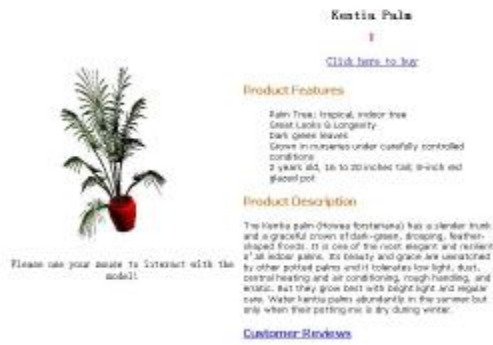 Kentia Palm
Click here to buy
Product Features
Palm Tree; tropical, indoor tree
Great Looks & Longevity
Dark green leaves
Grown in nurseries under carefully controlled
conditions
2 years old, 16 to 20 inches tall; 9-inch
glazed pot
Please use your mouse to interact with the
model!
Product Description
The Kentia palm (Howea forsteriana) has a slender trunk
and a graceful crown of dark-green, drooping, feather-
shaped fronds. It is one of the most elegant and resilient
of all indoor palms. Its beauty and grace are unmatched
by other potted palms and it tolerates low light, dust,
central heating and air conditioning, rough handling, and
erratic. But they grow best with bright light and regular
care. Water kentia palms abundantly in the summer but
only when their potting mix is dry during winter.
Customer Reviews